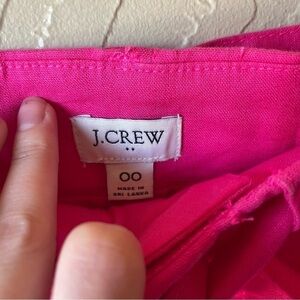 J.CREW
00
MADE IN
SRI LANKA